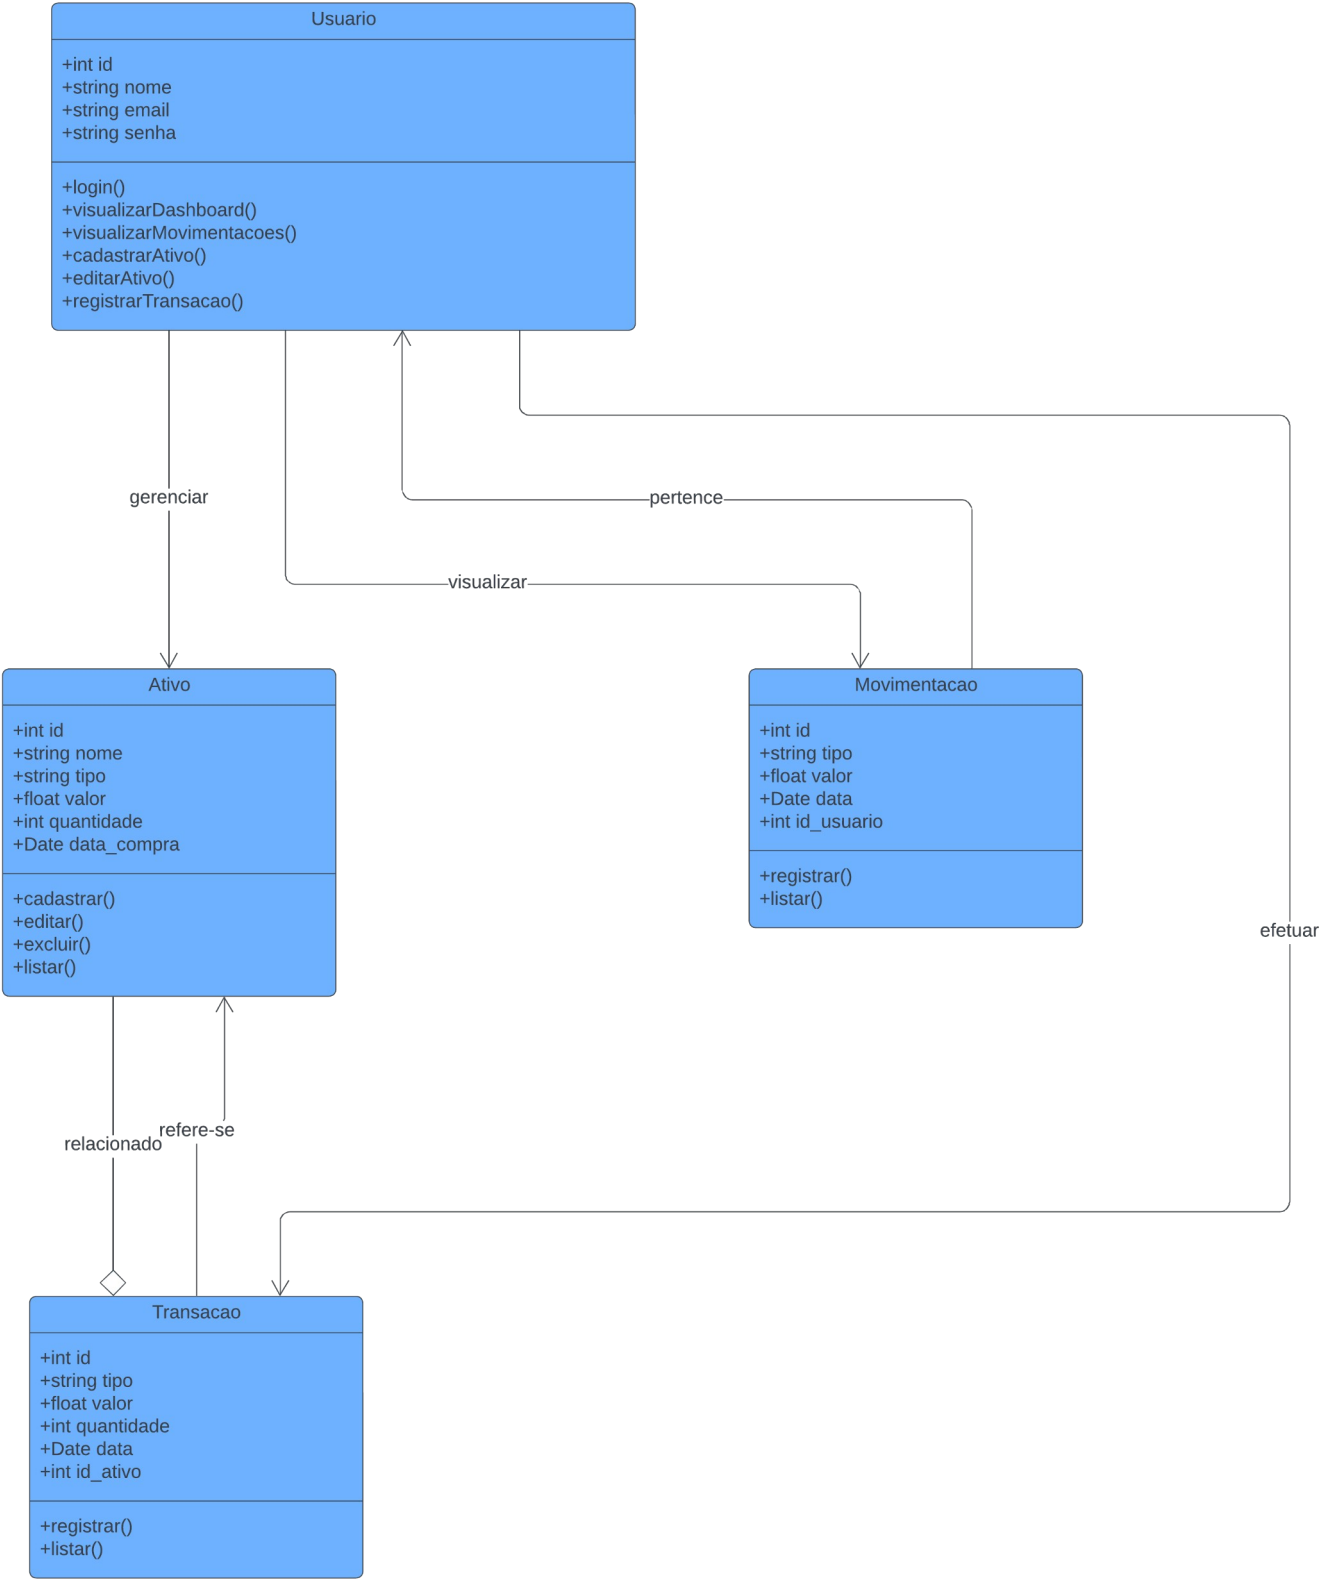 Usuario
+int id
+string nome
+string email
+string senha
+login()
+visualizarDashboard()
+visualizarMovimentacoes()
+cadastrarAtivo()
+editarAtivo()
+registrarTransacao()
gerenciar
pertence
visualizar
Ativo
+int id
+string nome
+string tipo
+float valor
+int quantidade
+Date data_compra
+cadastrar()
+editar()
+excluir()
+listar()
Movimentacao
+int id
+string tipo
+float valor
+Date data
+int id_usuario
+registrar()
+listar()
efetuar
refere-se
relacionado
Transacao
+int id
+string tipo
+float valor
+int quantidade
+Date data
+int id_ativo
+registrar()
+listar()